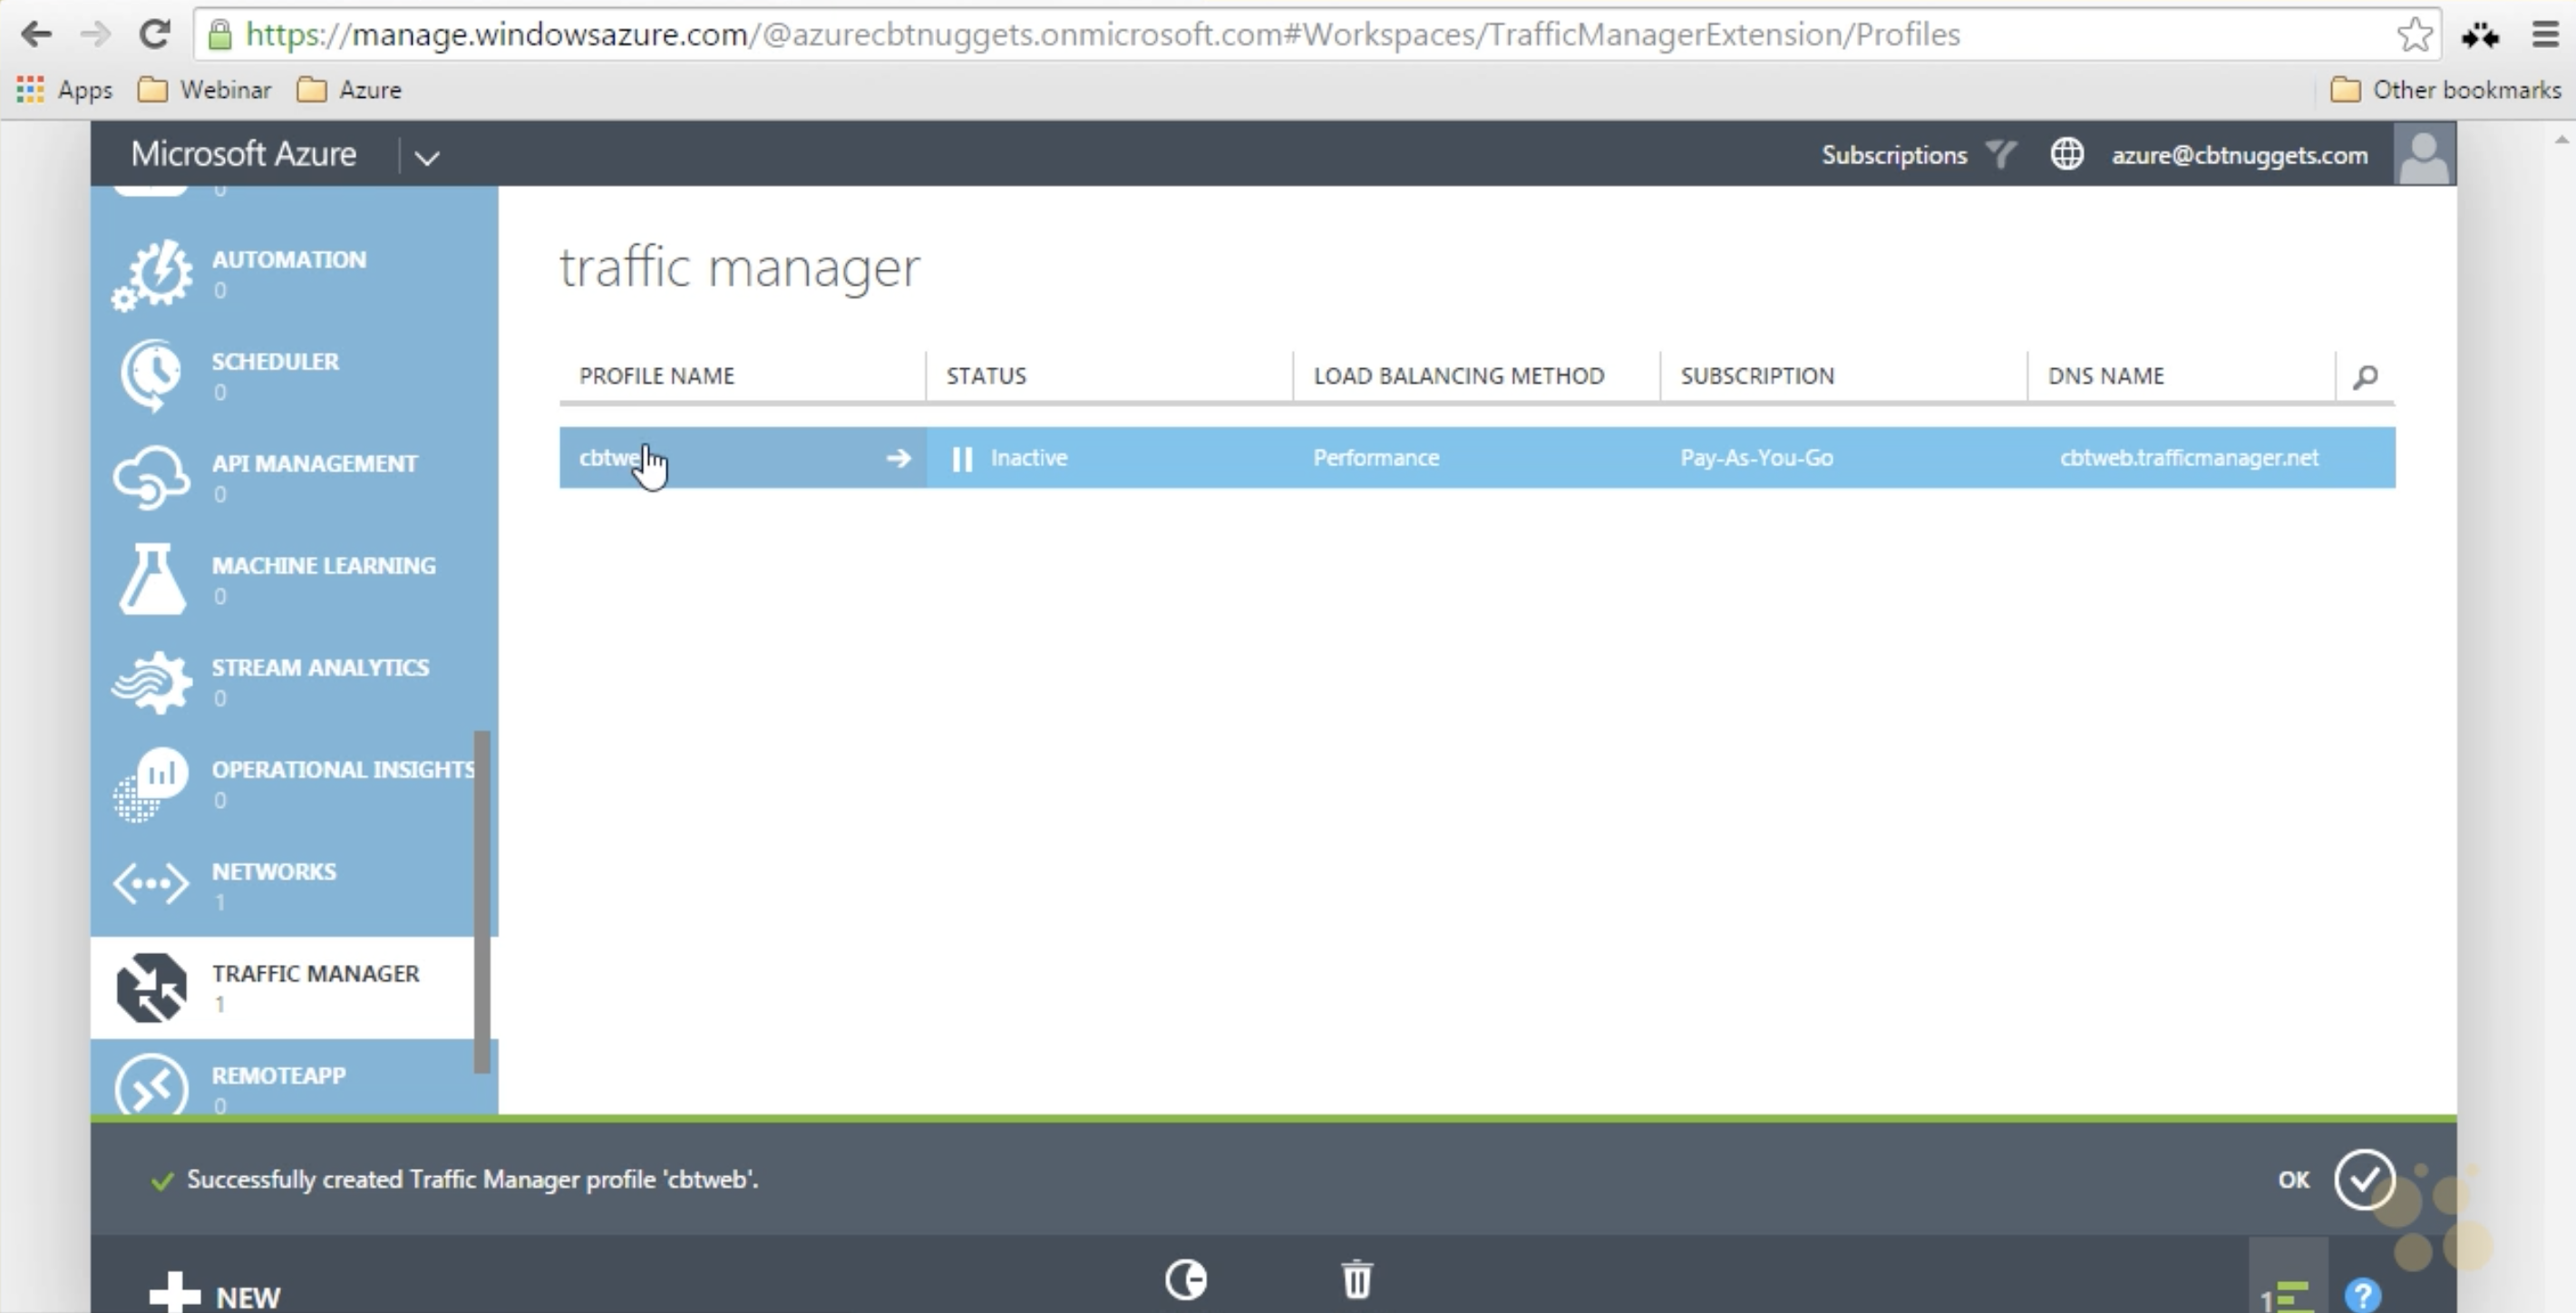 https://manage.windowsazure.com/@azurecbtnuggets.onmicrosoft.com#Workspaces/TrafficManagerExtension/Profiles
Apps Webinar Azure Other bookmarks
Microsoft Azure Subscriptions azure@cbtnuggets.com
0
AUTOMATION
0
SCHEDULER
0
API MANAGEMENT
0
MACHINE LEARNING
0
STREAM ANALYTICS
0
OPERATIONAL INSIGHTS
0
NETWORKS
1
TRAFFIC MANAGER
1
REMOTEAPP
0
traffic manager
PROFILE NAME STATUS LOAD BALANCING METHOD SUBSCRIPTION DNS NAME
cbtweb Inactive Performance Pay-As-You-Go cbtweb.trafficmanager.net
Successfully created Traffic Manager profile 'cbtweb'. OK
NEW 1 ?